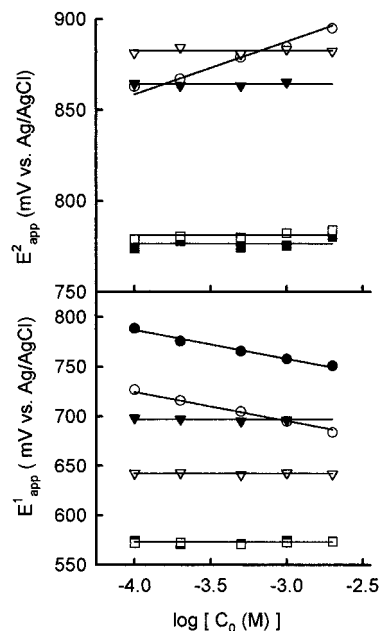 900
850
800
750
E²app (mV vs. Ag/AgCl)
800
750
700
642
600
550
E¹app ( mV vs. Ag/AgCl)
-4.0 -3.5 -3.0 -2.5
log [ C₀ (M) ]